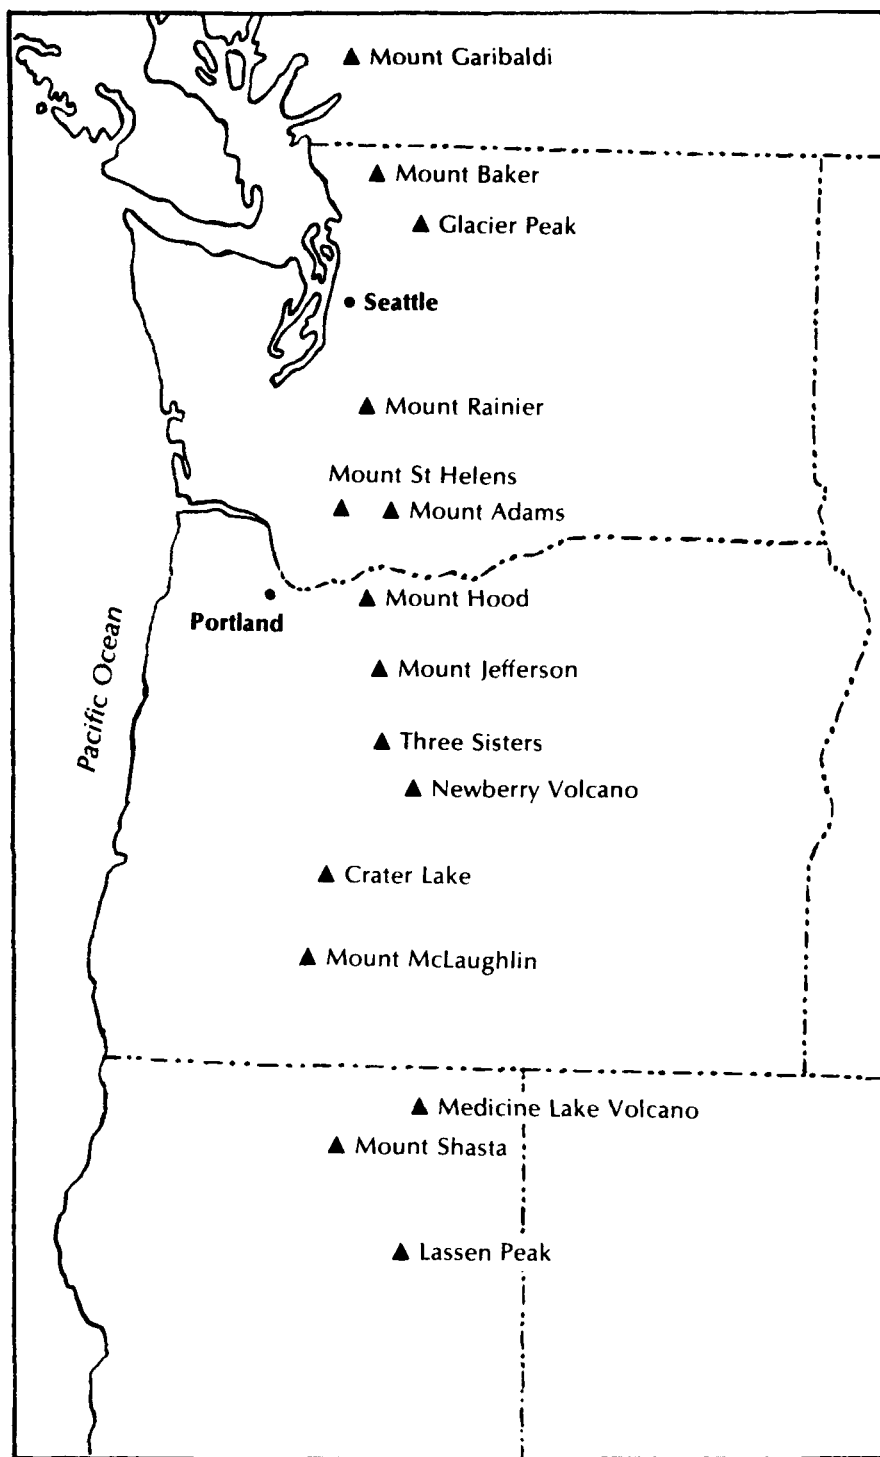 Mount Garibaldi
Mount Baker
Glacier Peak
Seattle
Mount Rainier
Mount St Helens
Mount Adams
Mount Hood
Portland
Pacific Ocean
Mount Jefferson
Three Sisters
Newberry Volcano
Crater Lake
Mount McLaughlin
Medicine Lake Volcano
Mount Shasta
Lassen Peak